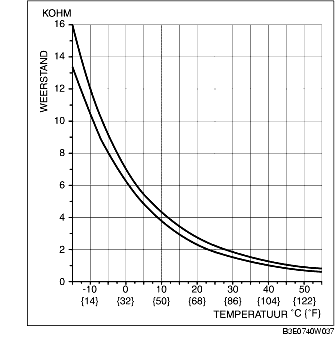 KOHM
WEERSTAND
16
14
12
10
8
6
4
2
0
-10 0 10 20 30 40 50
{14} {32} {50} {68} {86} {104} {122}
TEMPERATUUR °C (°F)
B3E0740W037